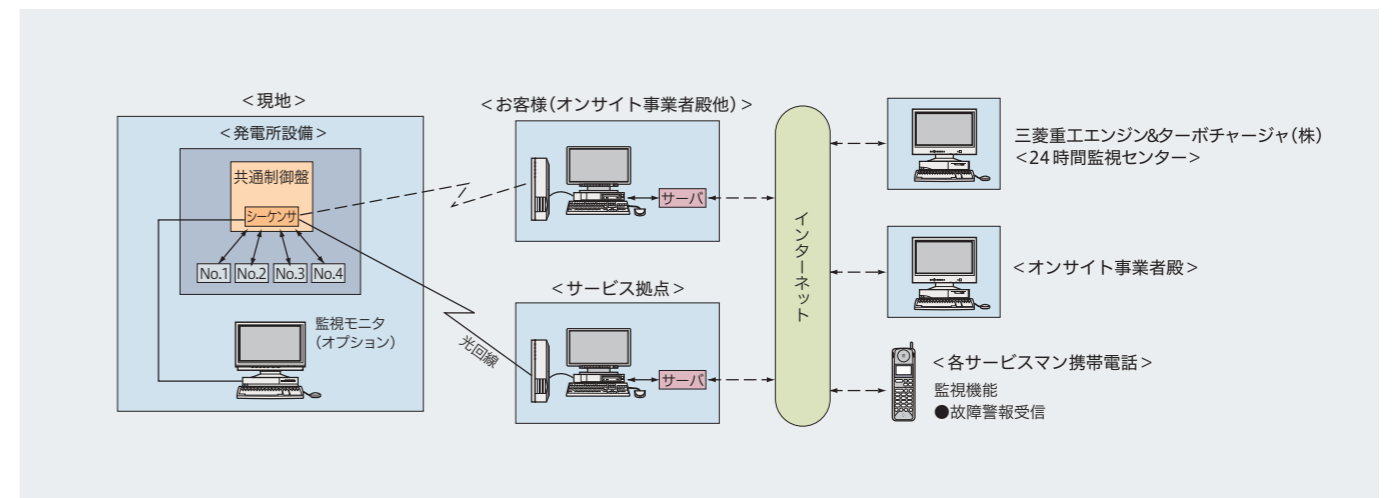 ＜現地＞
＜発電所設備＞
共通制御盤
シーケンサ
No.1 No.2 No.3 No.4
監視モニタ
(オプション)
＜お客様(オンサイト事業者殿他)＞
サーバ
＜サービス拠点＞
光回線
サーバ
インターネット
三菱重工エンジン&ターボチャージャ(株)
＜24時間監視センター＞
＜オンサイト事業者殿＞
＜各サービスマン携帯電話＞
監視機能
●故障警報受信